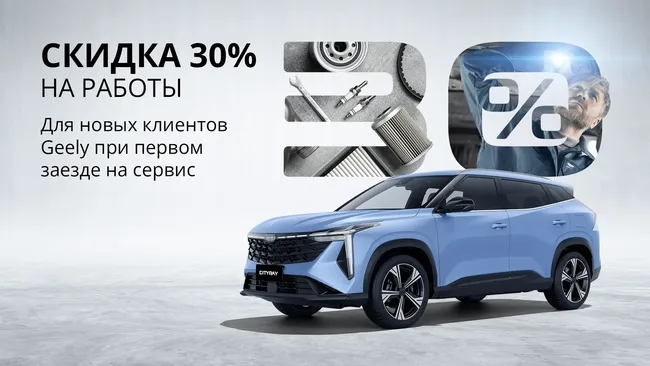 СКИДКА 30%
НА РАБОТЫ
Для новых клиентов
Geely при первом
заезде на сервис
30
%
CITYRAY